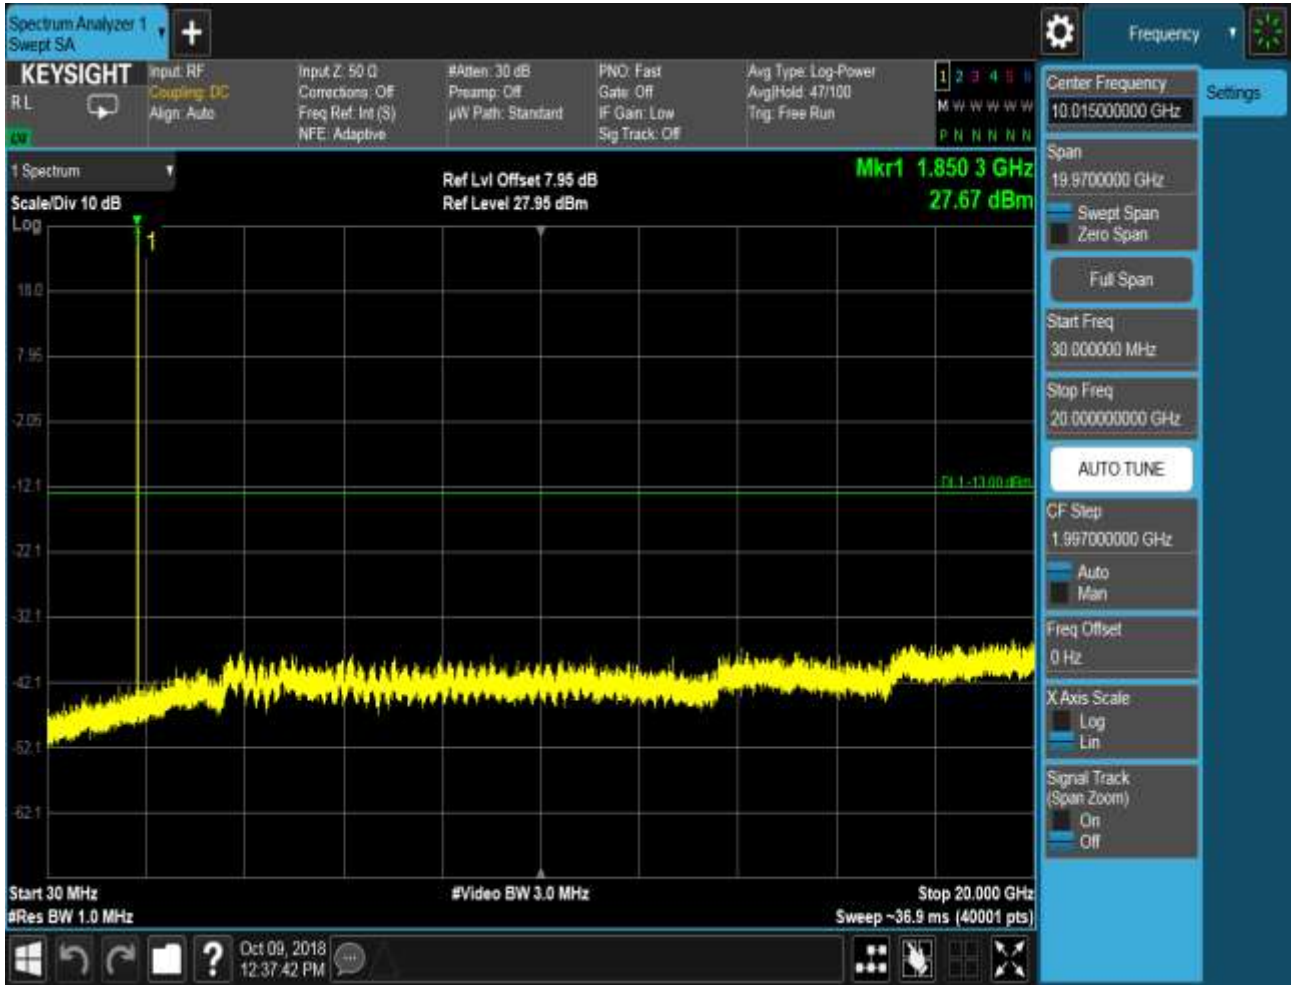 Spectrum Analyzer 1
Swept SA
+
Frequency
KEYSIGHT
RL
Input: RF
Coupling: DC
Align: Auto
Input Z: 50 Ω
Corrections: Off
Freq Ref: Int (S)
NFE: Adaptive
#Atten: 30 dB
Preamp: Off
µW Path: Standard
PNO: Fast
Gate: Off
IF Gain: Low
Sig Track: Off
Avg Type: Log-Power
Avg|Hold: 47/100
Trig: Free Run
1 2 3 4 5 6
M W W W W W
P N N N N N
1 Spectrum
Scale/Div 10 dB
Log
Ref Lvl Offset 7.95 dB
Ref Level 27.95 dBm
Mkr1 1.850 3 GHz
27.67 dBm
1
18.0
7.95
-2.05
-12.1
-22.1
-32.1
-42.1
-52.1
-62.1
DL1 -13.00 dBm
Start 30 MHz
#Res BW 1.0 MHz
#Video BW 3.0 MHz
Stop 20.000 GHz
Sweep ~36.9 ms (40001 pts)
Oct 09, 2018
12:37:42 PM
?
Settings
Center Frequency
10.015000000 GHz
Span
19.9700000 GHz
Swept Span
Zero Span
Full Span
Start Freq
30.000000 MHz
Stop Freq
20.000000000 GHz
AUTO TUNE
CF Step
1.997000000 GHz
Auto
Man
Freq Offset
0 Hz
X Axis Scale
Log
Lin
Signal Track
(Span Zoom)
On
Off